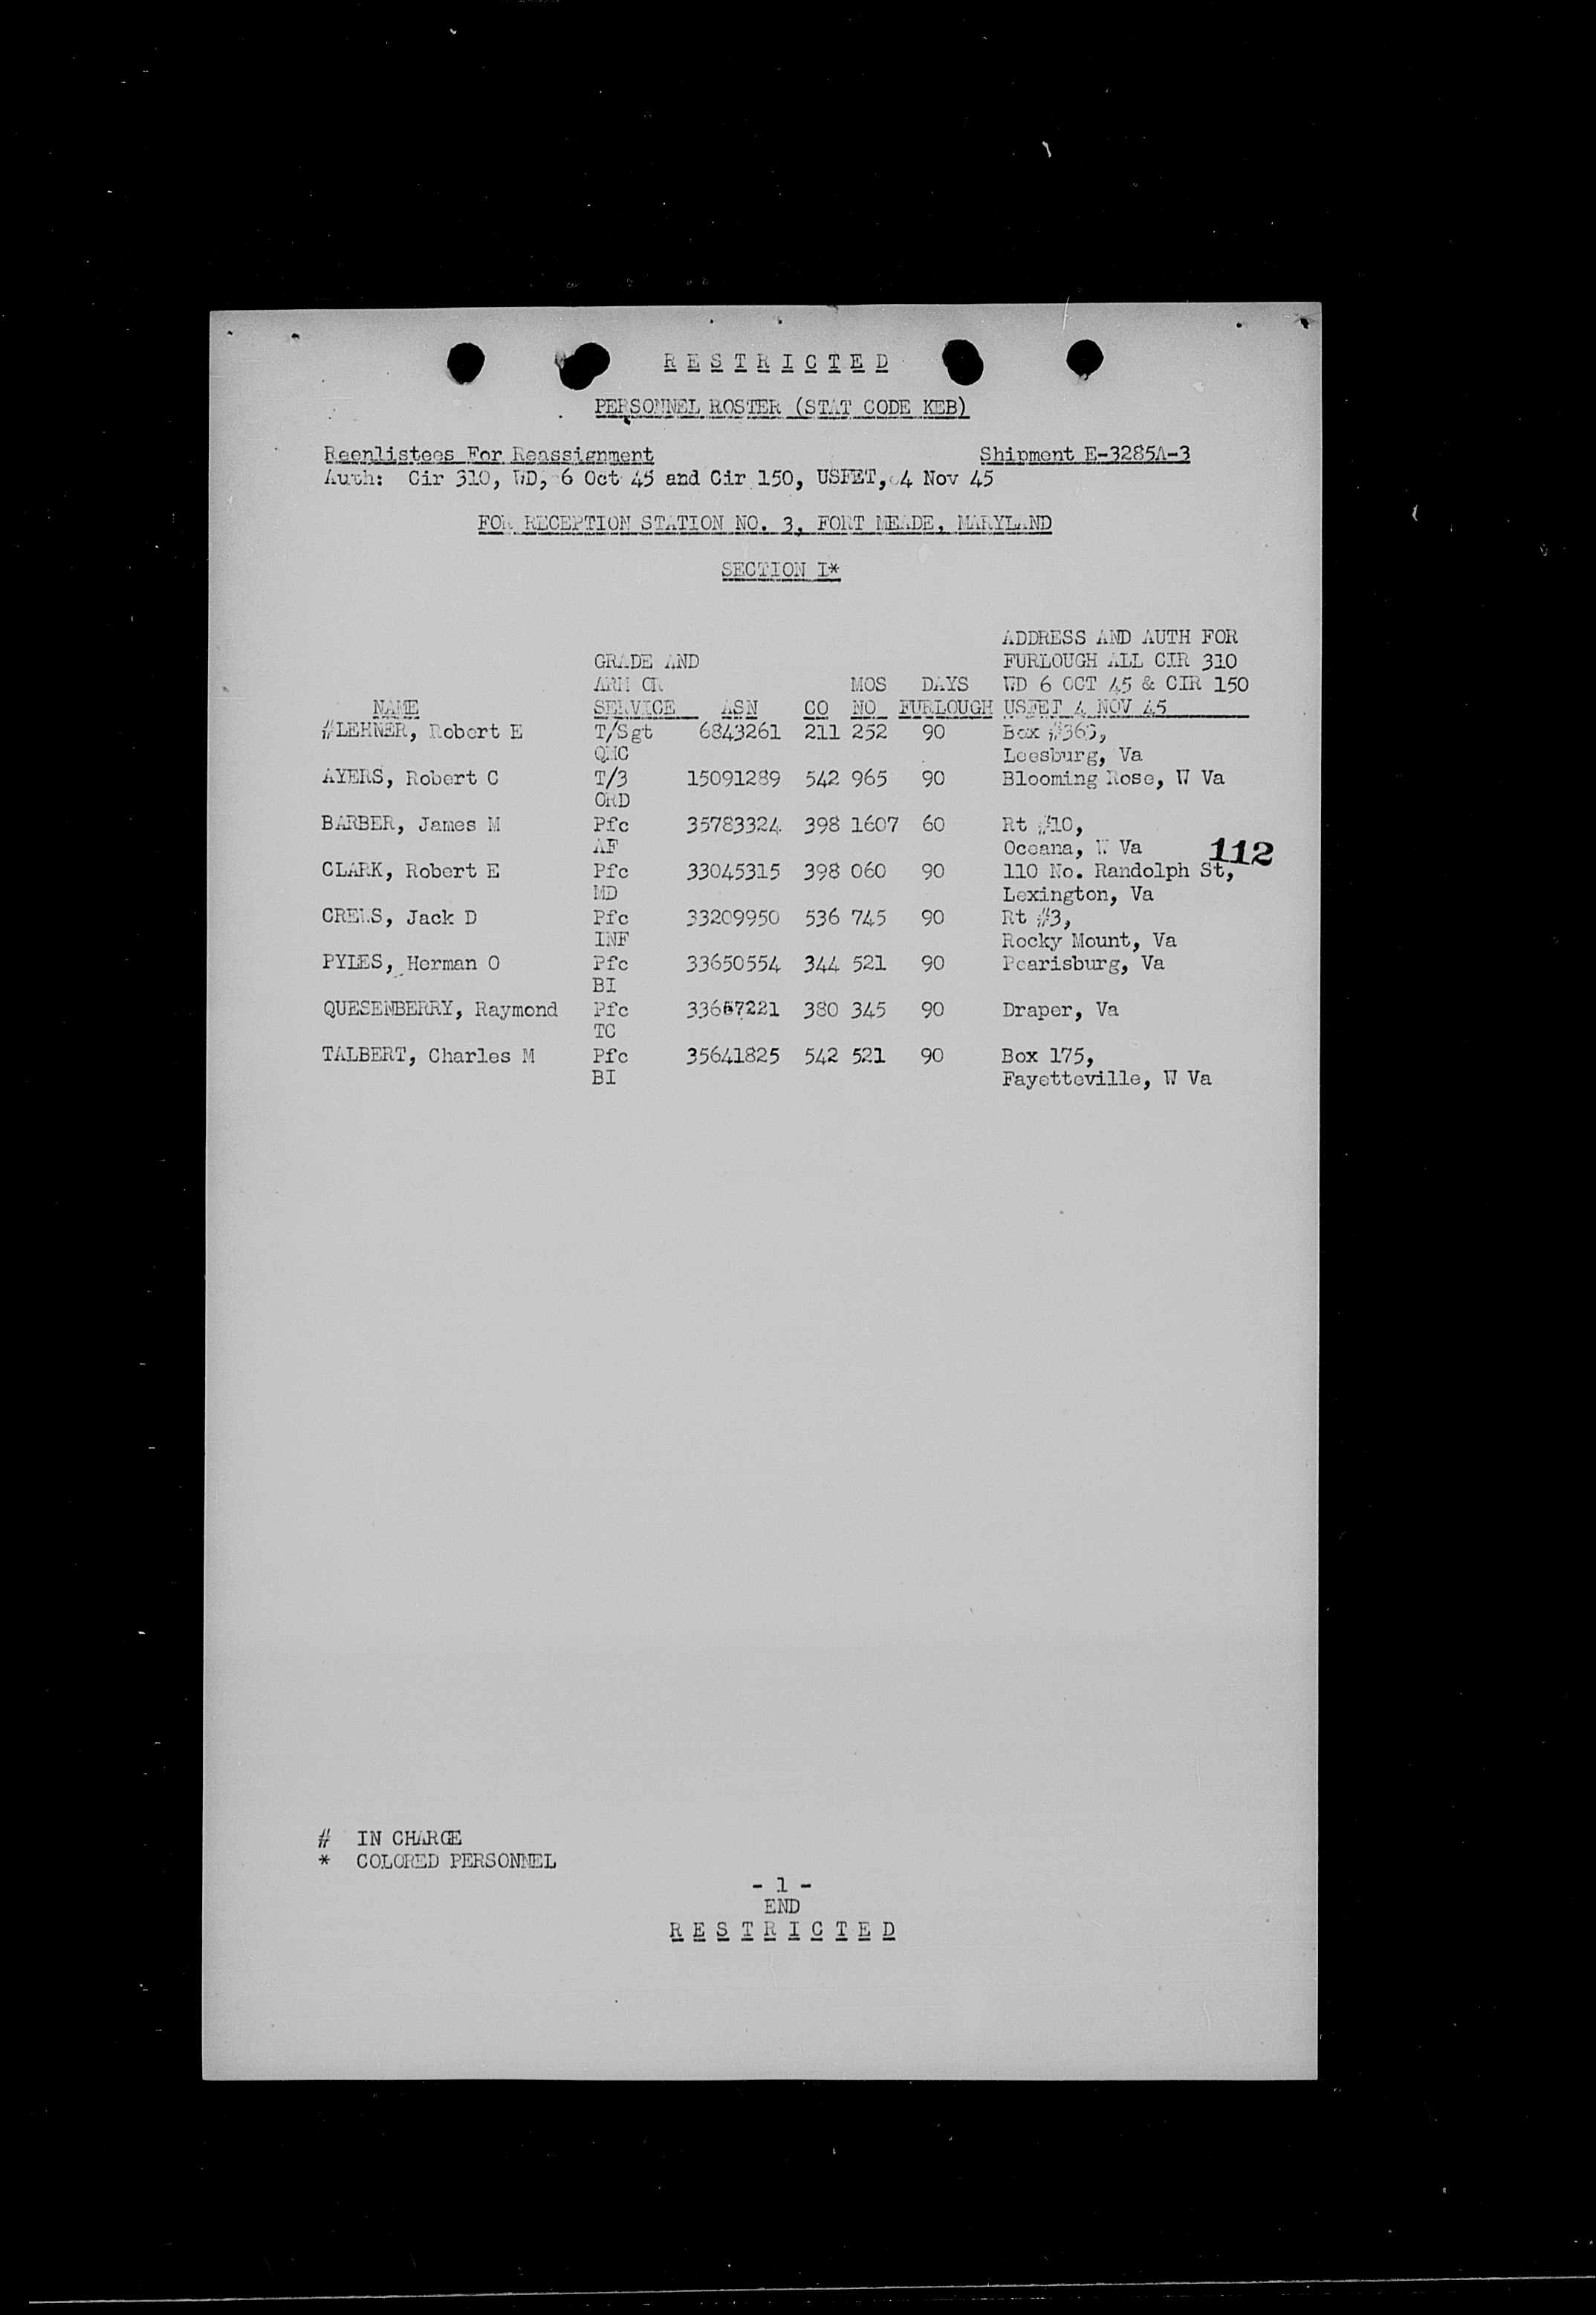 R E S T R I C T E D
PERSONNEL ROSTER (STAT CODE KEB)
Reenlistees For Reassignment Shipment E-3285A-3
Auth: Cir 310, WD, 6 Oct 45 and Cir 150, USFET, 4 Nov 45
FOR RECEPTION STATION NO. 3, FORT MEADE, MARYLAND
SECTION I*
ADDRESS AND AUTH FOR
GRADE AND FURLOUGH ALL CIR 310
ARM OR MOS DAYS WD 6 OCT 45 & CIR 150
NAME SERVICE ASN CO NO FURLOUGH USFET 4 NOV 45
#LEHNER, Robert E T/Sgt 6843261 211 252 90 Box
QMC Leesburg, Va
AYERS, Robert C T/3 15091289 542 965 90 Blooming Rose, W Va
ORD
BARBER, James M Pfc 35783324 398 1607 60 Rt #10,
AF Oceana, W Va
112
CLARK, Robert E Pfc 33045315 398 060 90 110 No. Randolph St,
MD Lexington, Va
Jack D Pfc 33209950 536 745 90 Rt #3,
INF Rocky Mount, Va
PYLES, Herman O Pfc 33650554 344 521 90 Pearisburg, Va
BI
QUESENBERRY, Raymond Pfc 380 345 90 Draper, Va
TC
TALBERT, Charles M Pfc 35641825 542 521 90 Box 175,
BI Fayetteville, W Va
# IN CHARGE
* COLORED PERSONNEL
- 1 -
END
R E S T R I C T E D